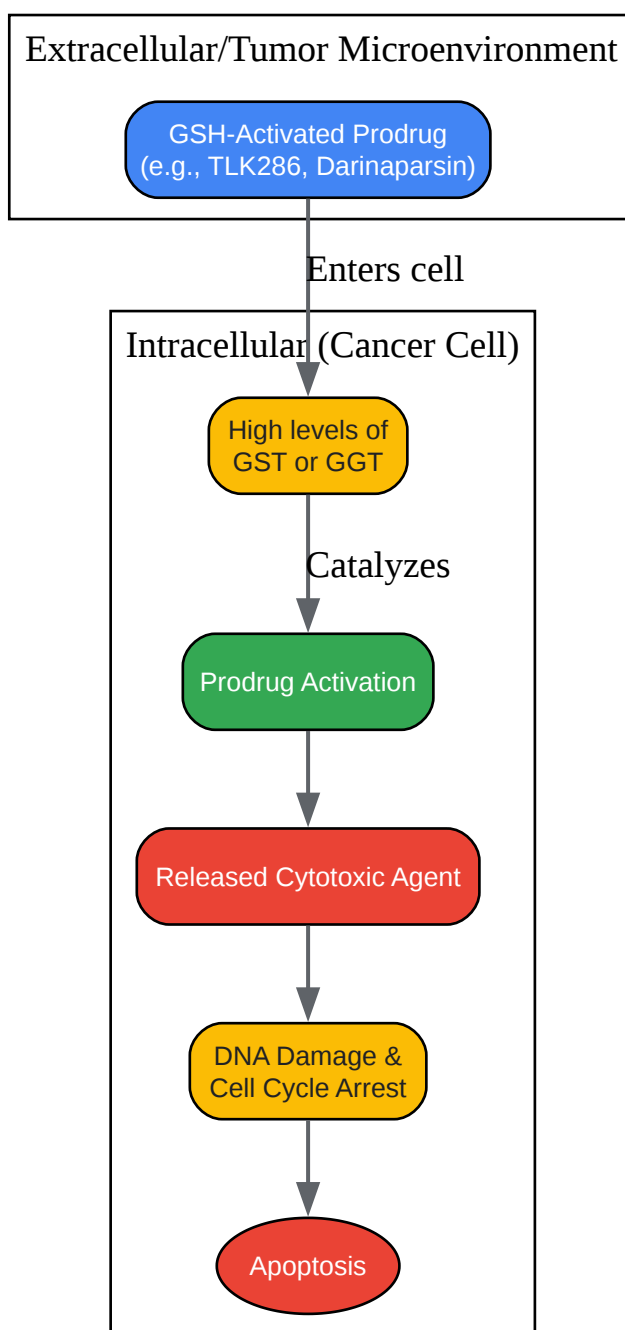 Extracellular/Tumor Microenvironment
GSH-Activated Prodrug
(e.g., TLK286, Darinaparsin)
Enters cell
Intracellular (Cancer Cell)
High levels of
GST or GGT
Catalyzes
Prodrug Activation
Released Cytotoxic Agent
DNA Damage &
Cell Cycle Arrest
Apoptosis